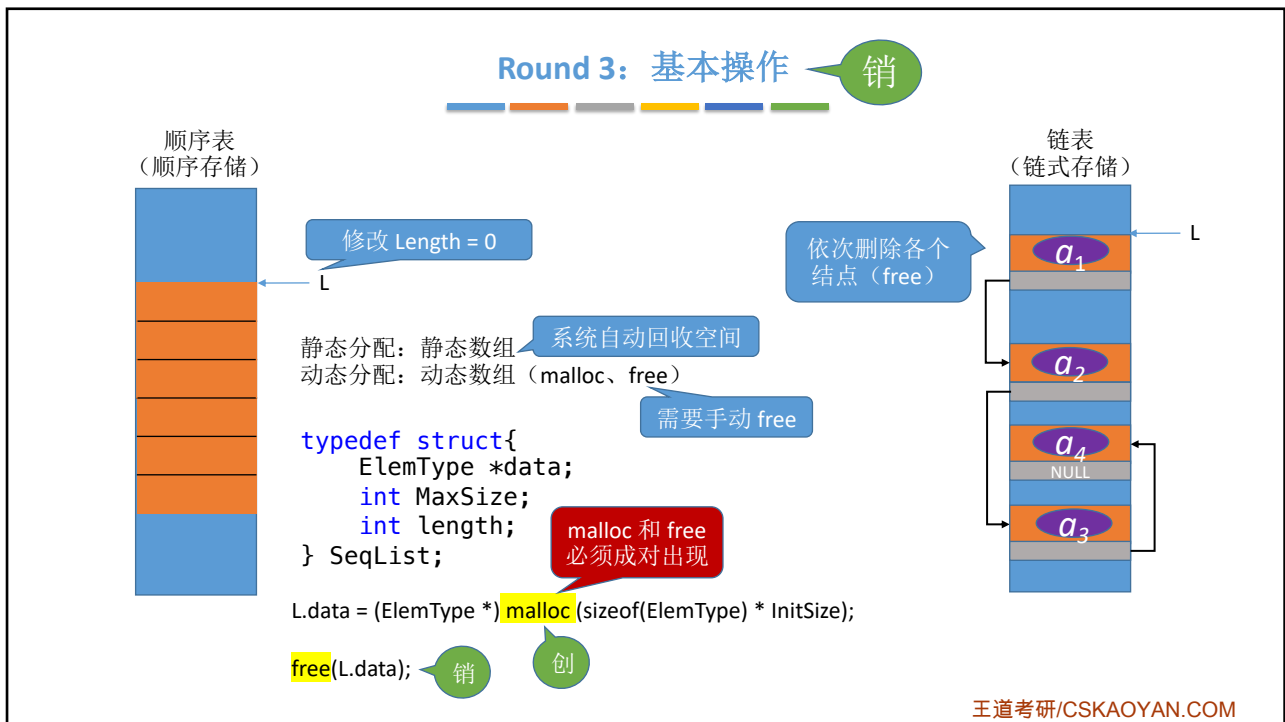 Round 3：基本操作
销
顺序表
（顺序存储）
修改 Length = 0
L
静态分配：静态数组
系统自动回收空间
动态分配：动态数组（malloc、free）
需要手动 free
typedef struct{
ElemType *data;
int MaxSize;
int length;
} SeqList;
malloc 和 free
必须成对出现
L.data = (ElemType *) malloc (sizeof(ElemType) * InitSize);
创
free(L.data);
销
链表
（链式存储）
L
依次删除各个
结点（free）
a1
a2
a4
NULL
a3
王道考研/CSKAOYAN.COM